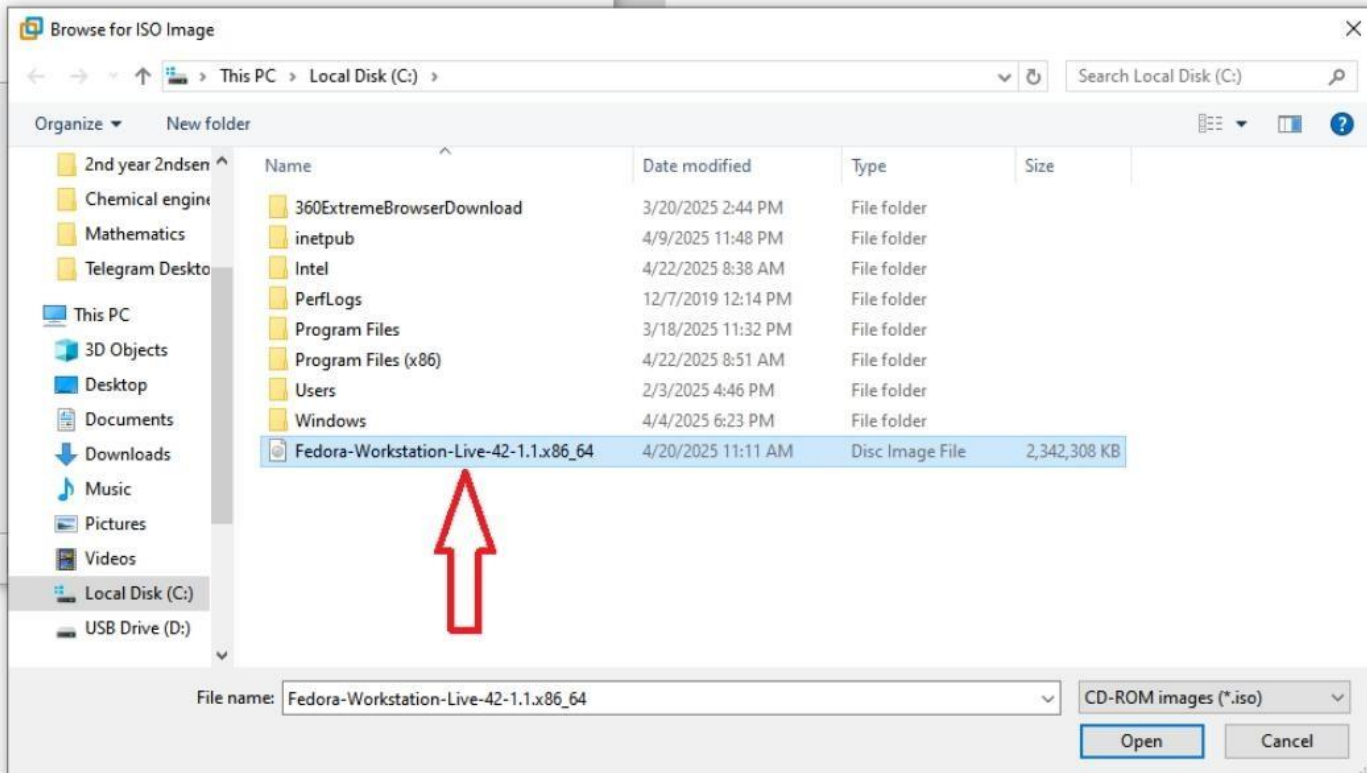 Browse for ISO Image
This PC > Local Disk (C:) >
Search Local Disk (C:)
Organize
New folder
2nd year 2ndsem
Chemical engine
Mathematics
Telegram Deskto
This PC
3D Objects
Desktop
Documents
Downloads
Music
Pictures
Videos
Local Disk (C:)
USB Drive (D:)
Name Date modified Type Size
360ExtremeBrowserDownload 3/20/2025 2:44 PM File folder
inetpub 4/9/2025 11:48 PM File folder
Intel 4/22/2025 8:38 AM File folder
PerfLogs 12/7/2019 12:14 PM File folder
Program Files 3/18/2025 11:32 PM File folder
Program Files (x86) 4/22/2025 8:51 AM File folder
Users 2/3/2025 4:46 PM File folder
Windows 4/4/2025 6:23 PM File folder
Fedora-Workstation-Live-42-1.1.x86_64 4/20/2025 11:11 AM Disc Image File 2,342,308 KB
File name: Fedora-Workstation-Live-42-1.1.x86_64 CD-ROM images (*.iso)
Open Cancel